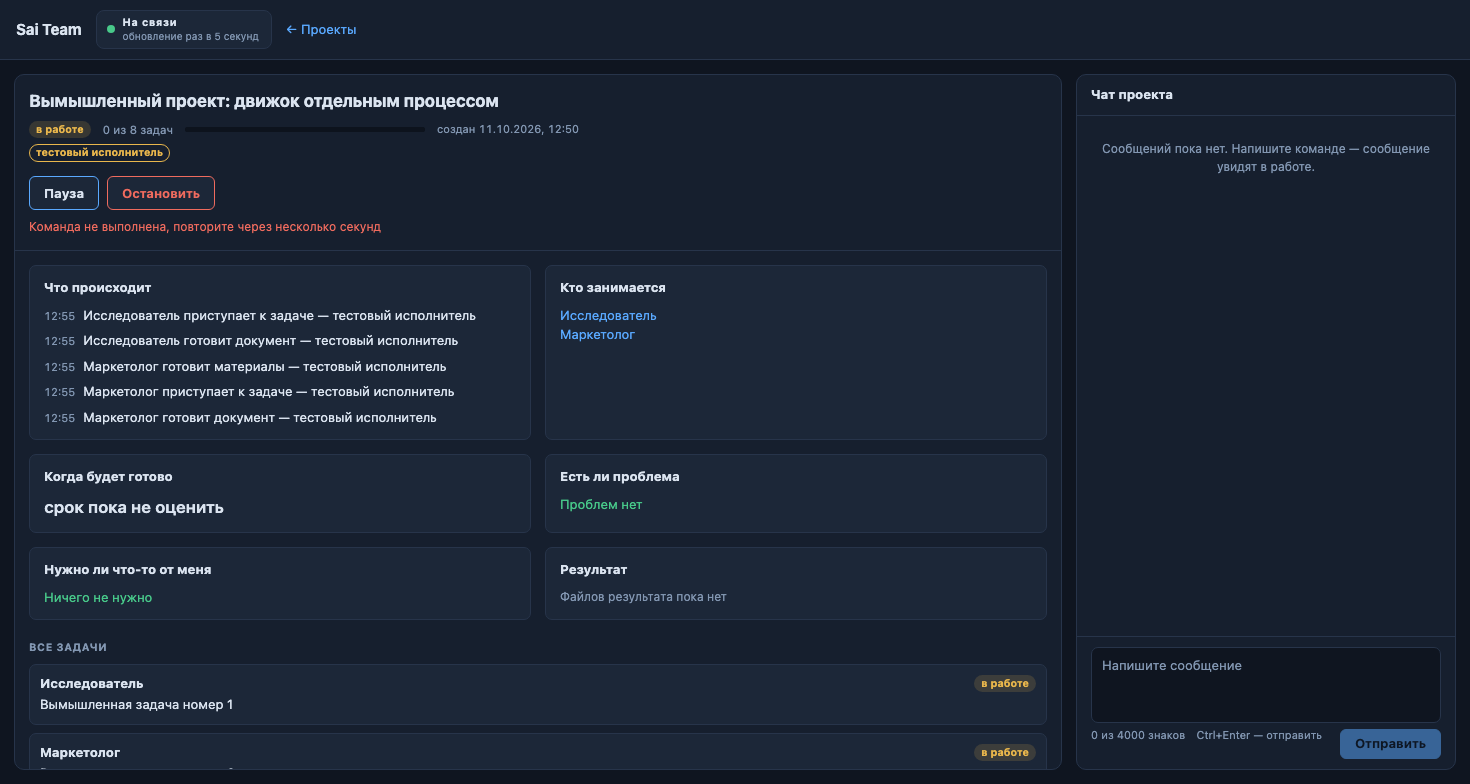 Sai Team
На связи
обновление раз в 5 секунд
← Проекты
Вымышленный проект: движок отдельным процессом
в работе
0 из 8 задач
создан 11.10.2026, 12:50
тестовый исполнитель
Пауза
Остановить
Команда не выполнена, повторите через несколько секунд
Что происходит
12:55 Исследователь приступает к задаче — тестовый исполнитель
12:55 Исследователь готовит документ — тестовый исполнитель
12:55 Маркетолог готовит материалы — тестовый исполнитель
12:55 Маркетолог приступает к задаче — тестовый исполнитель
12:55 Маркетолог готовит документ — тестовый исполнитель
Кто занимается
Исследователь
Маркетолог
Когда будет готово
срок пока не оценить
Есть ли проблема
Проблем нет
Нужно ли что-то от меня
Ничего не нужно
Результат
Файлов результата пока нет
ВСЕ ЗАДАЧИ
Исследователь
в работе
Вымышленная задача номер 1
Маркетолог
в работе
Чат проекта
Сообщений пока нет. Напишите команде — сообщение
увидят в работе.
Напишите сообщение
0 из 4000 знаков
Ctrl+Enter — отправить
Отправить